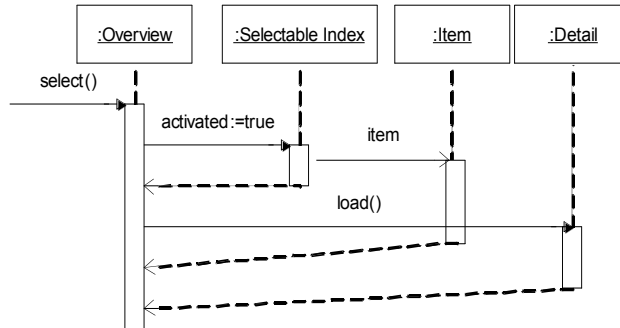 :Overview
:Selectable Index
:Item
:Detail
select()
activated:=true
item
load()